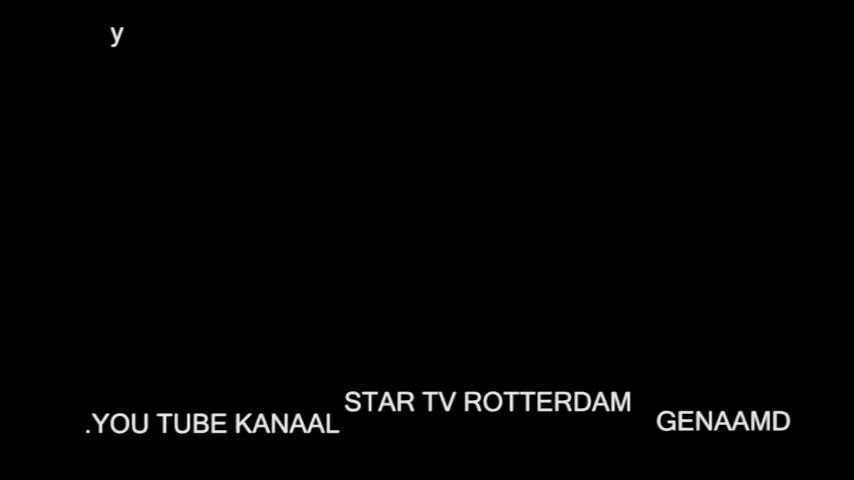 y
STAR TV ROTTERDAM
.YOU TUBE KANAAL
GENAAMD